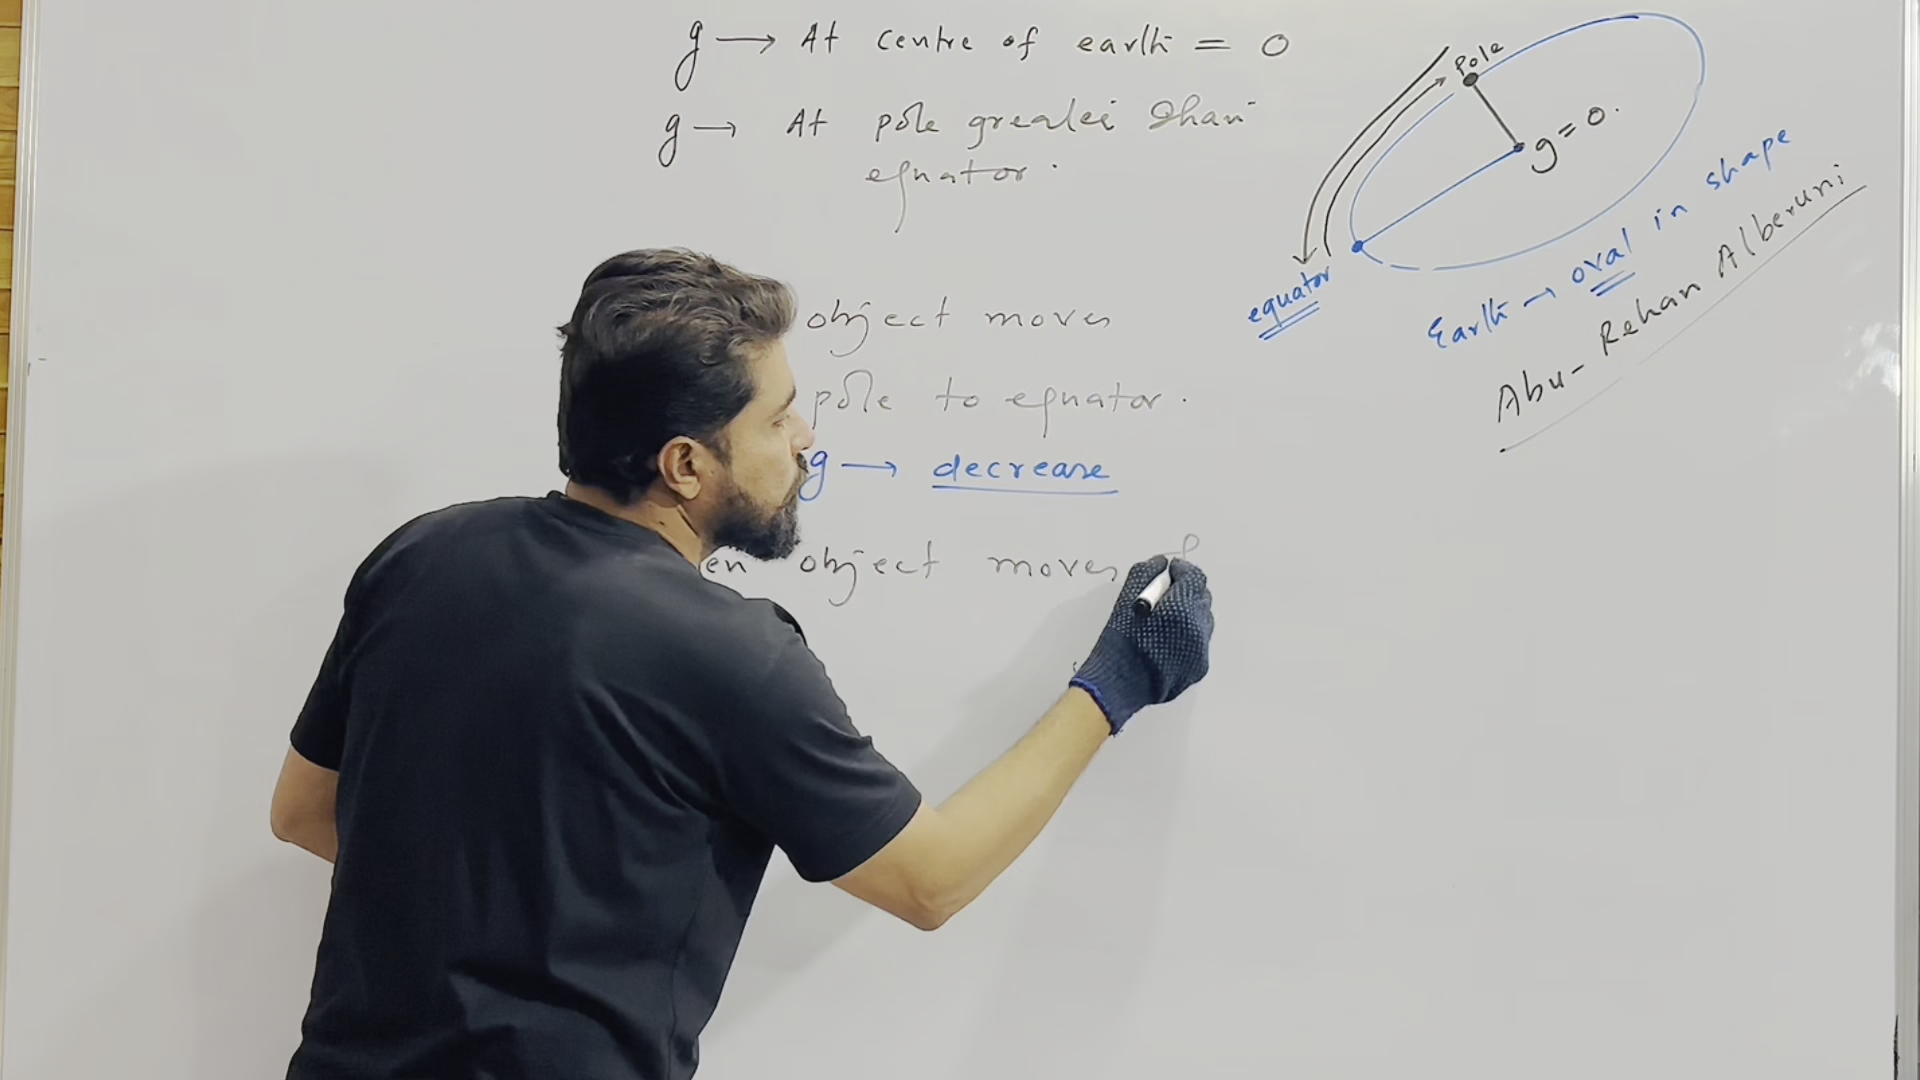 g → At centre of earth = 0
g → At pole greater than
equator.
object moves
pole to equator.
g → decrease
en object moves
Pole
g = 0.
equator
Earth → oval in shape
Abu-Rehan Alberuni